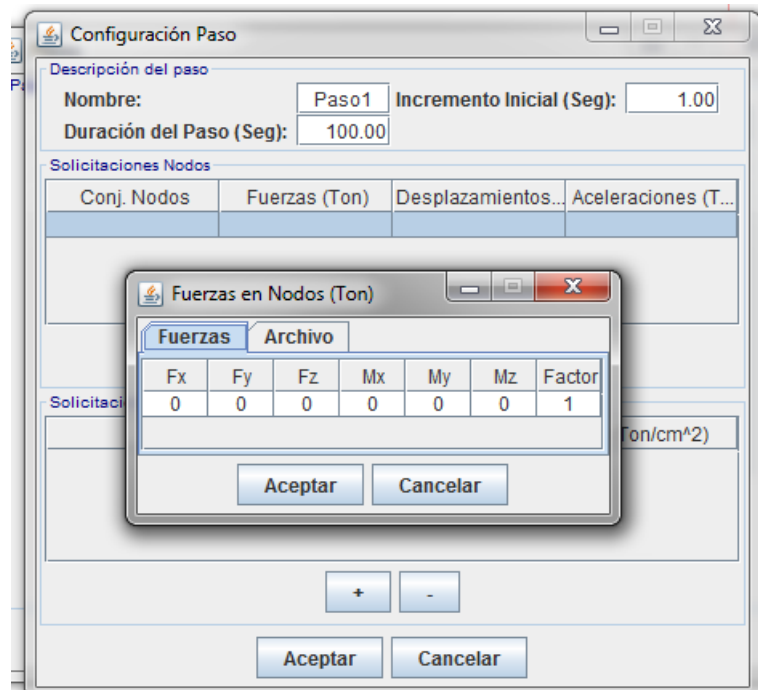 Configuración Paso
Descripción del paso
Nombre: Paso1 Incremento Inicial (Seg): 1.00
Duración del Paso (Seg): 100.00
Solicitaciones Nodos
Conj. Nodos Fuerzas (Ton) Desplazamientos... Aceleraciones (T...
Fuerzas en Nodos (Ton)
Fuerzas Archivo
Fx Fy Fz Mx My Mz Factor
0 0 0 0 0 0 1
Aceptar Cancelar
Solicitaci
Ton/cm^2)
+ -
Aceptar Cancelar